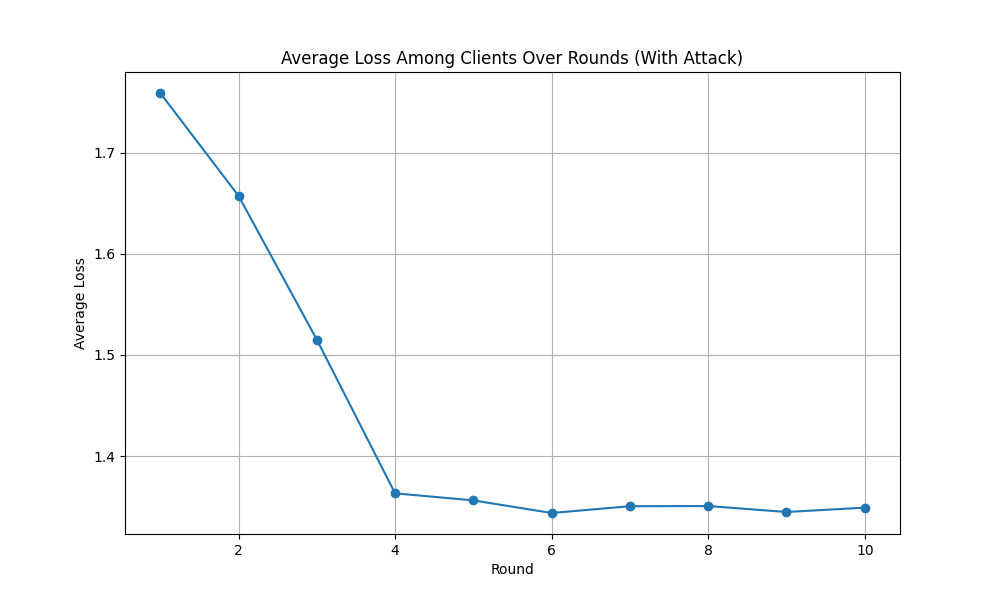 Average Loss Among Clients Over Rounds (With Attack)
Average Loss
1.7
1.6
1.5
1.4
2 4 6 8 10
Round